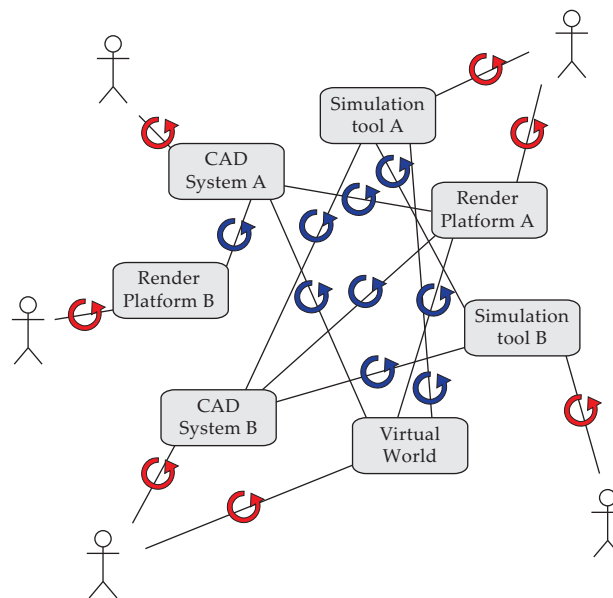 Simulation
tool A
CAD
System A
Render
Platform A
Render
Platform B
Simulation
tool B
CAD
System B
Virtual
World